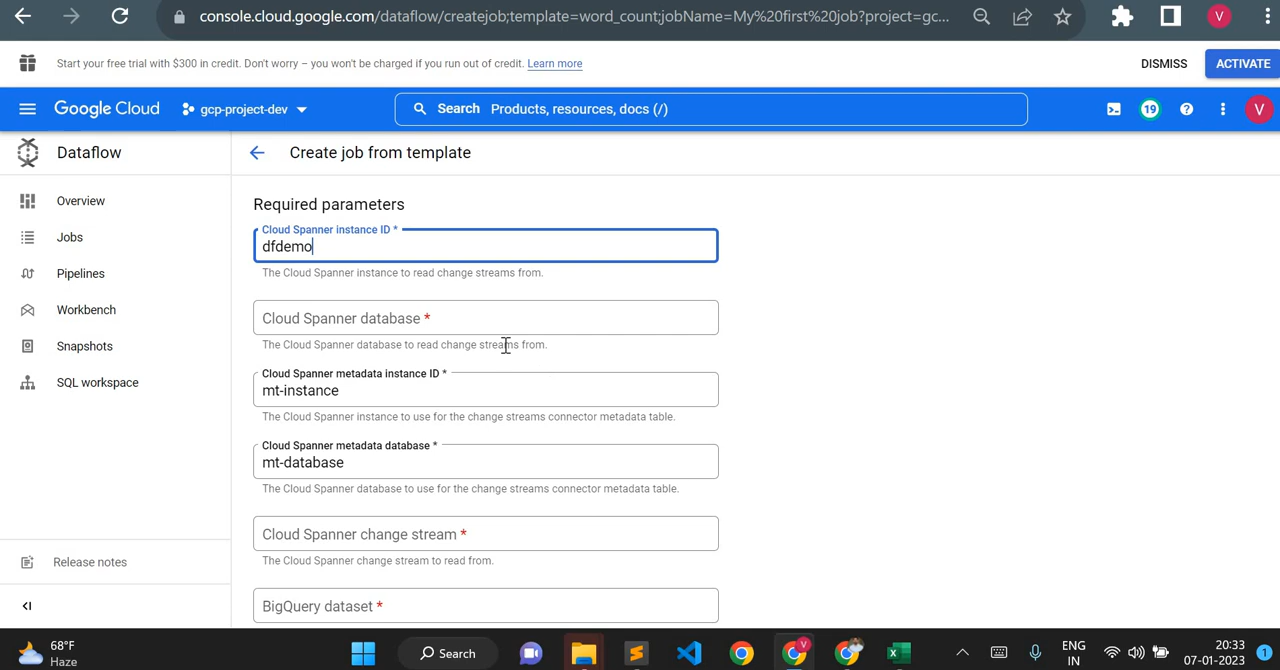 console.cloud.google.com/dataflow/createjob;template=word_count;jobName=My%20first%20job?project=gc...
V
Start your free trial with $300 in credit. Don't worry – you won't be charged if you run out of credit. Learn more
DISMISS
ACTIVATE
Google Cloud
gcp-project-dev
Search Products, resources, docs (/)
19
V
Dataflow
Create job from template
Overview
Jobs
Pipelines
Workbench
Snapshots
SQL workspace
Release notes
Required parameters
Cloud Spanner instance ID *
dfdemo
The Cloud Spanner instance to read change streams from.
Cloud Spanner database *
The Cloud Spanner database to read change streams from.
Cloud Spanner metadata instance ID *
mt-instance
The Cloud Spanner instance to use for the change streams connector metadata table.
Cloud Spanner metadata database *
mt-database
The Cloud Spanner database to use for the change streams connector metadata table.
Cloud Spanner change stream *
The Cloud Spanner change stream to read from.
BigQuery dataset *
68°F
Haze
Search
V
ENG
IN
20:33
07-01-2023
1